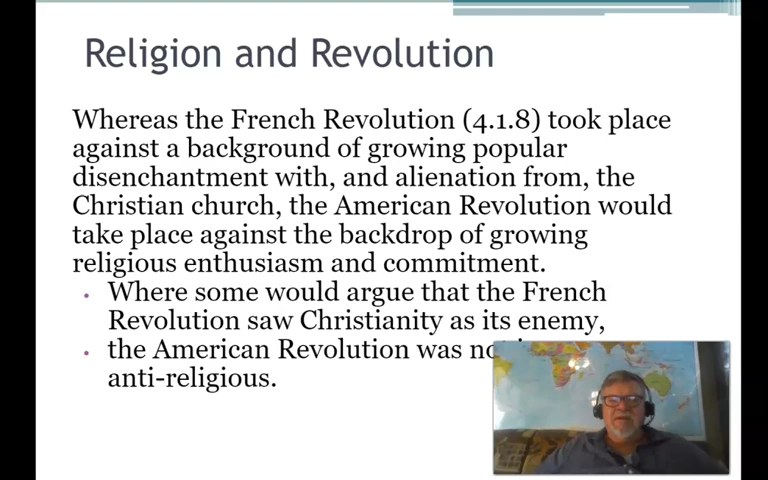 Religion and Revolution
Whereas the French Revolution (4.1.8) took place
against a background of growing popular
disenchantment with, and alienation from, the
Christian church, the American Revolution would
take place against the backdrop of growing
religious enthusiasm and commitment.
• Where some would argue that the French
Revolution saw Christianity as its enemy,
• the American Revolution was
anti-religious.